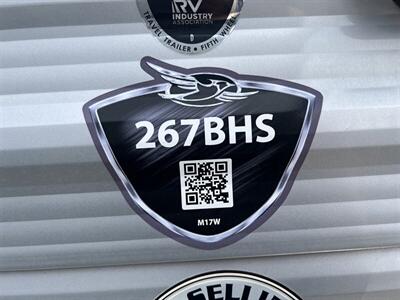 RV
INDUSTRY
ASSOCIATION
TRAVEL TRAILER • FIFTH WHEEL
D
267BHS
M17W